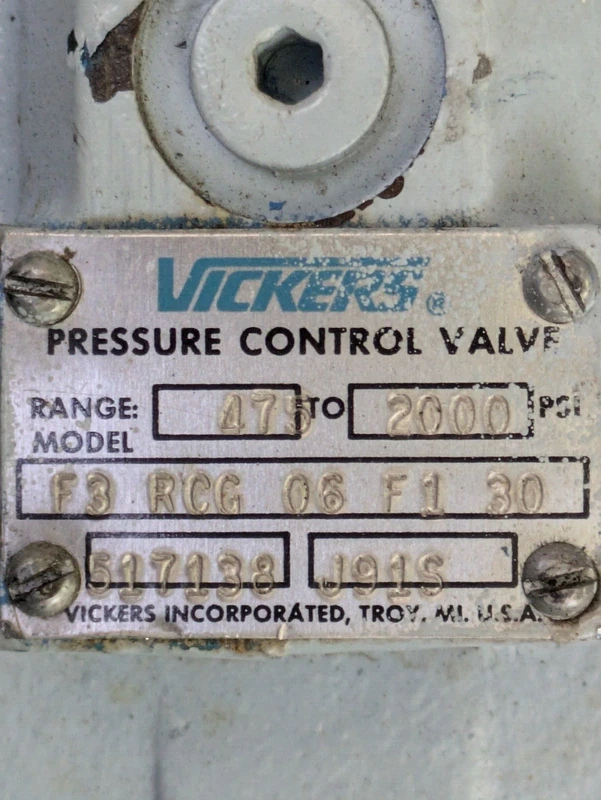 VICKERS®
PRESSURE CONTROL VALVE
RANGE: 475 TO 2000 PSI
MODEL
F3 RCG 06 F1 30
517138 J91S
VICKERS INCORPORATED, TROY, MI. U.S.A.